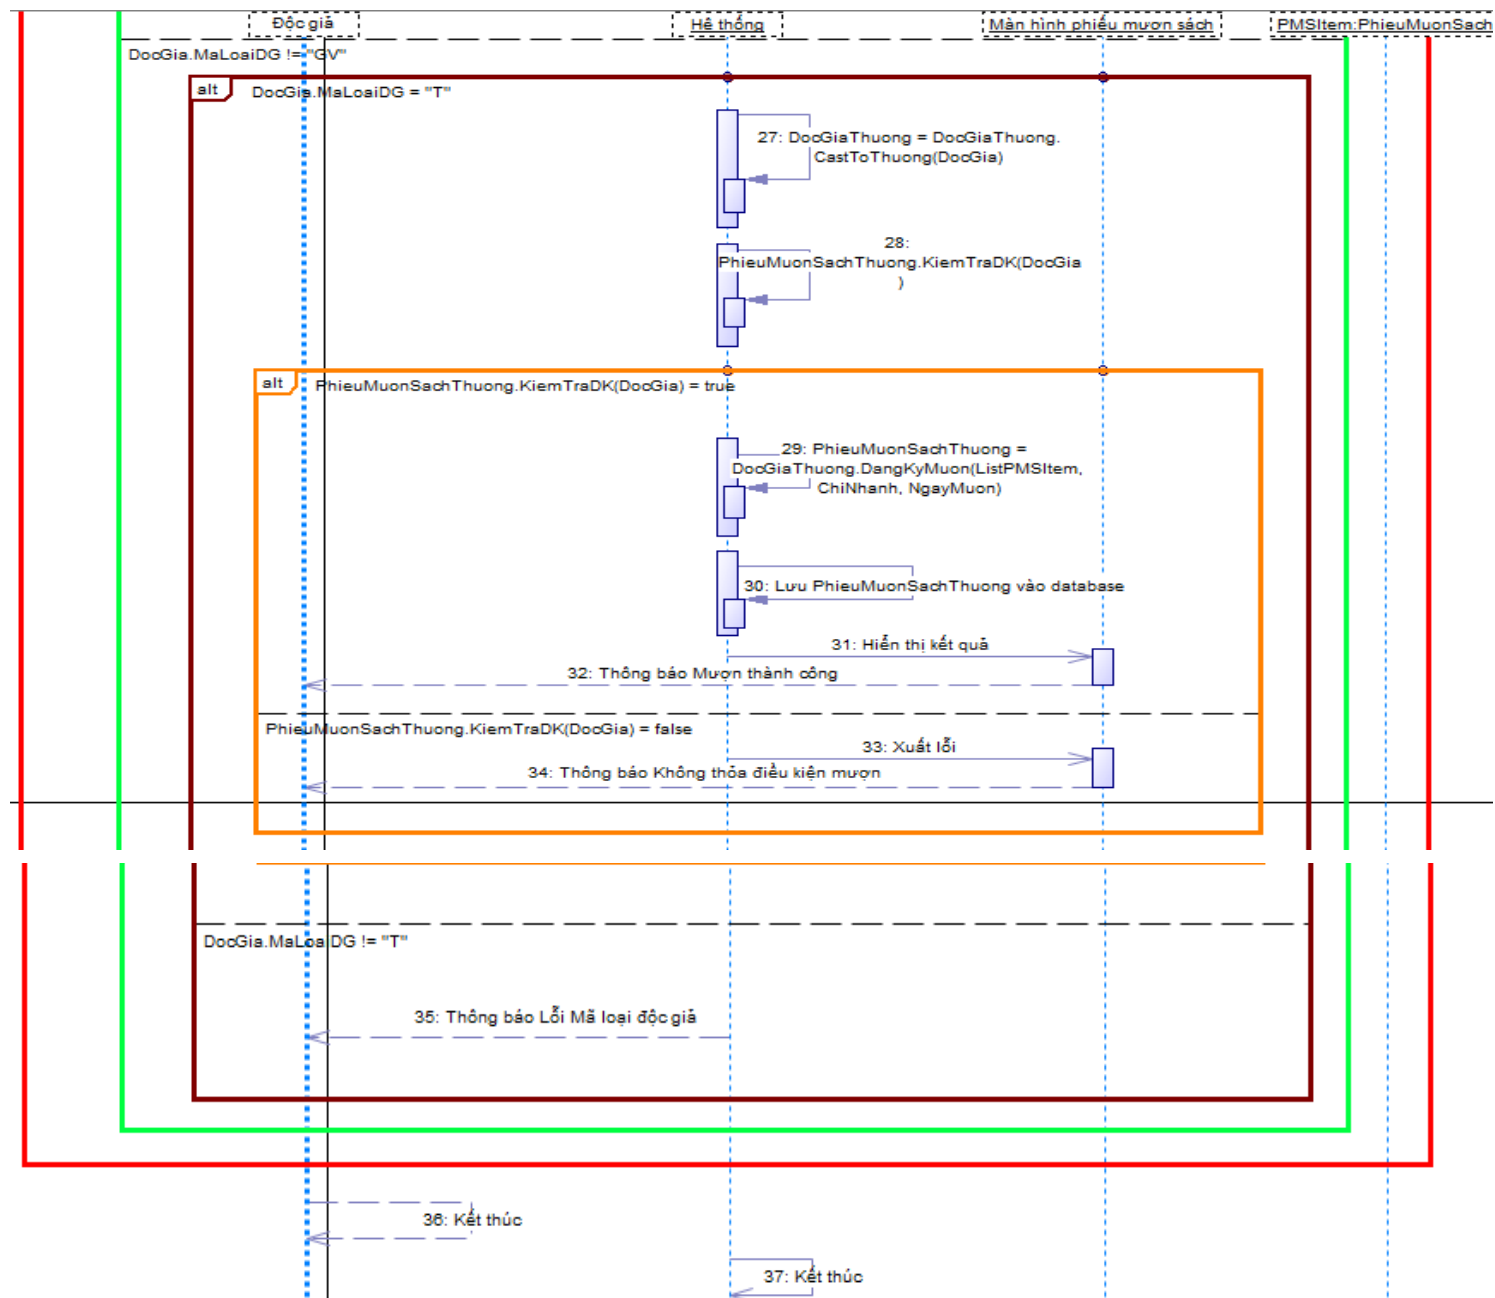 Độc giả
Hệ thống
Màn hình phiếu mượn sách
PMSItem:PhieuMuonSach
DocGia.MaLoaiDG != "GV"
alt
DocGia.MaLoaiDG = "T"
27: DocGiaThuong = DocGiaThuong.
CastToThuong(DocGia)
28:
PhieuMuonSachThuong.KiemTraDK(DocGia
)
alt
PhieuMuonSachThuong.KiemTraDK(DocGia) = true
29: PhieuMuonSachThuong =
DocGiaThuong.DangKyMuon(ListPMSItem,
ChiNhanh, NgayMuon)
30: Lưu PhieuMuonSachThuong vào database
31: Hiển thị kết quả
32: Thông báo Mượn thành công
PhieuMuonSachThuong.KiemTraDK(DocGia) = false
33: Xuất lỗi
34: Thông báo Không thỏa điều kiện mượn
DocGia.MaLoaiDG != "T"
35: Thông báo Lỗi Mã loại độc giả
36: Kết thúc
37: Kết thúc